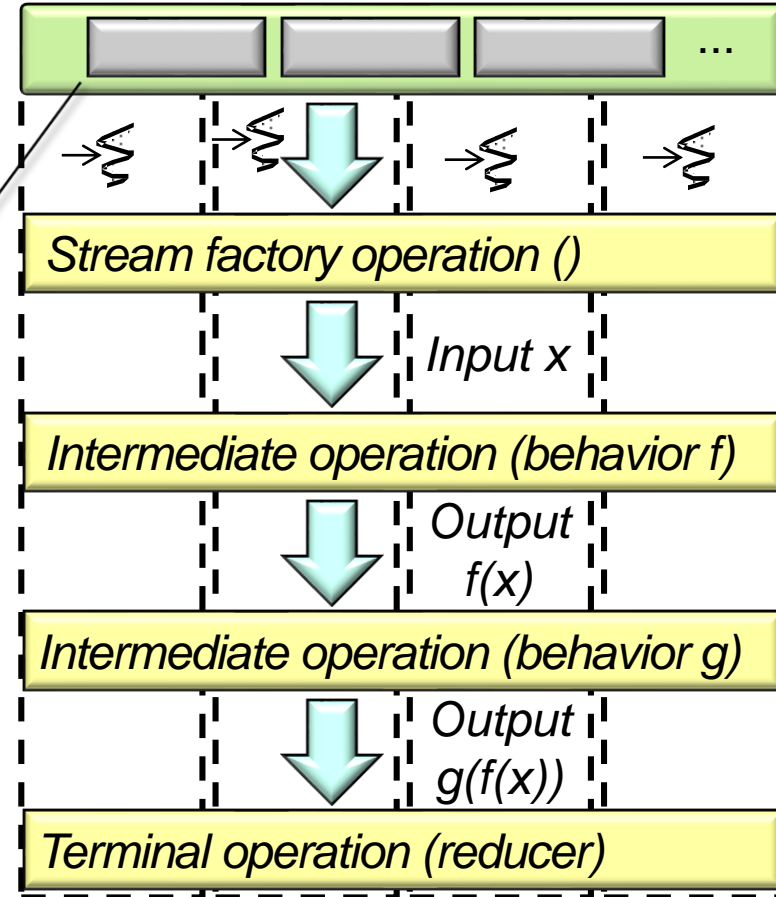 ...
Stream factory operation ()
Input x
Intermediate operation (behavior f)
Output
f(x)
Intermediate operation (behavior g)
Output
g(f(x))
Terminal operation (reducer)